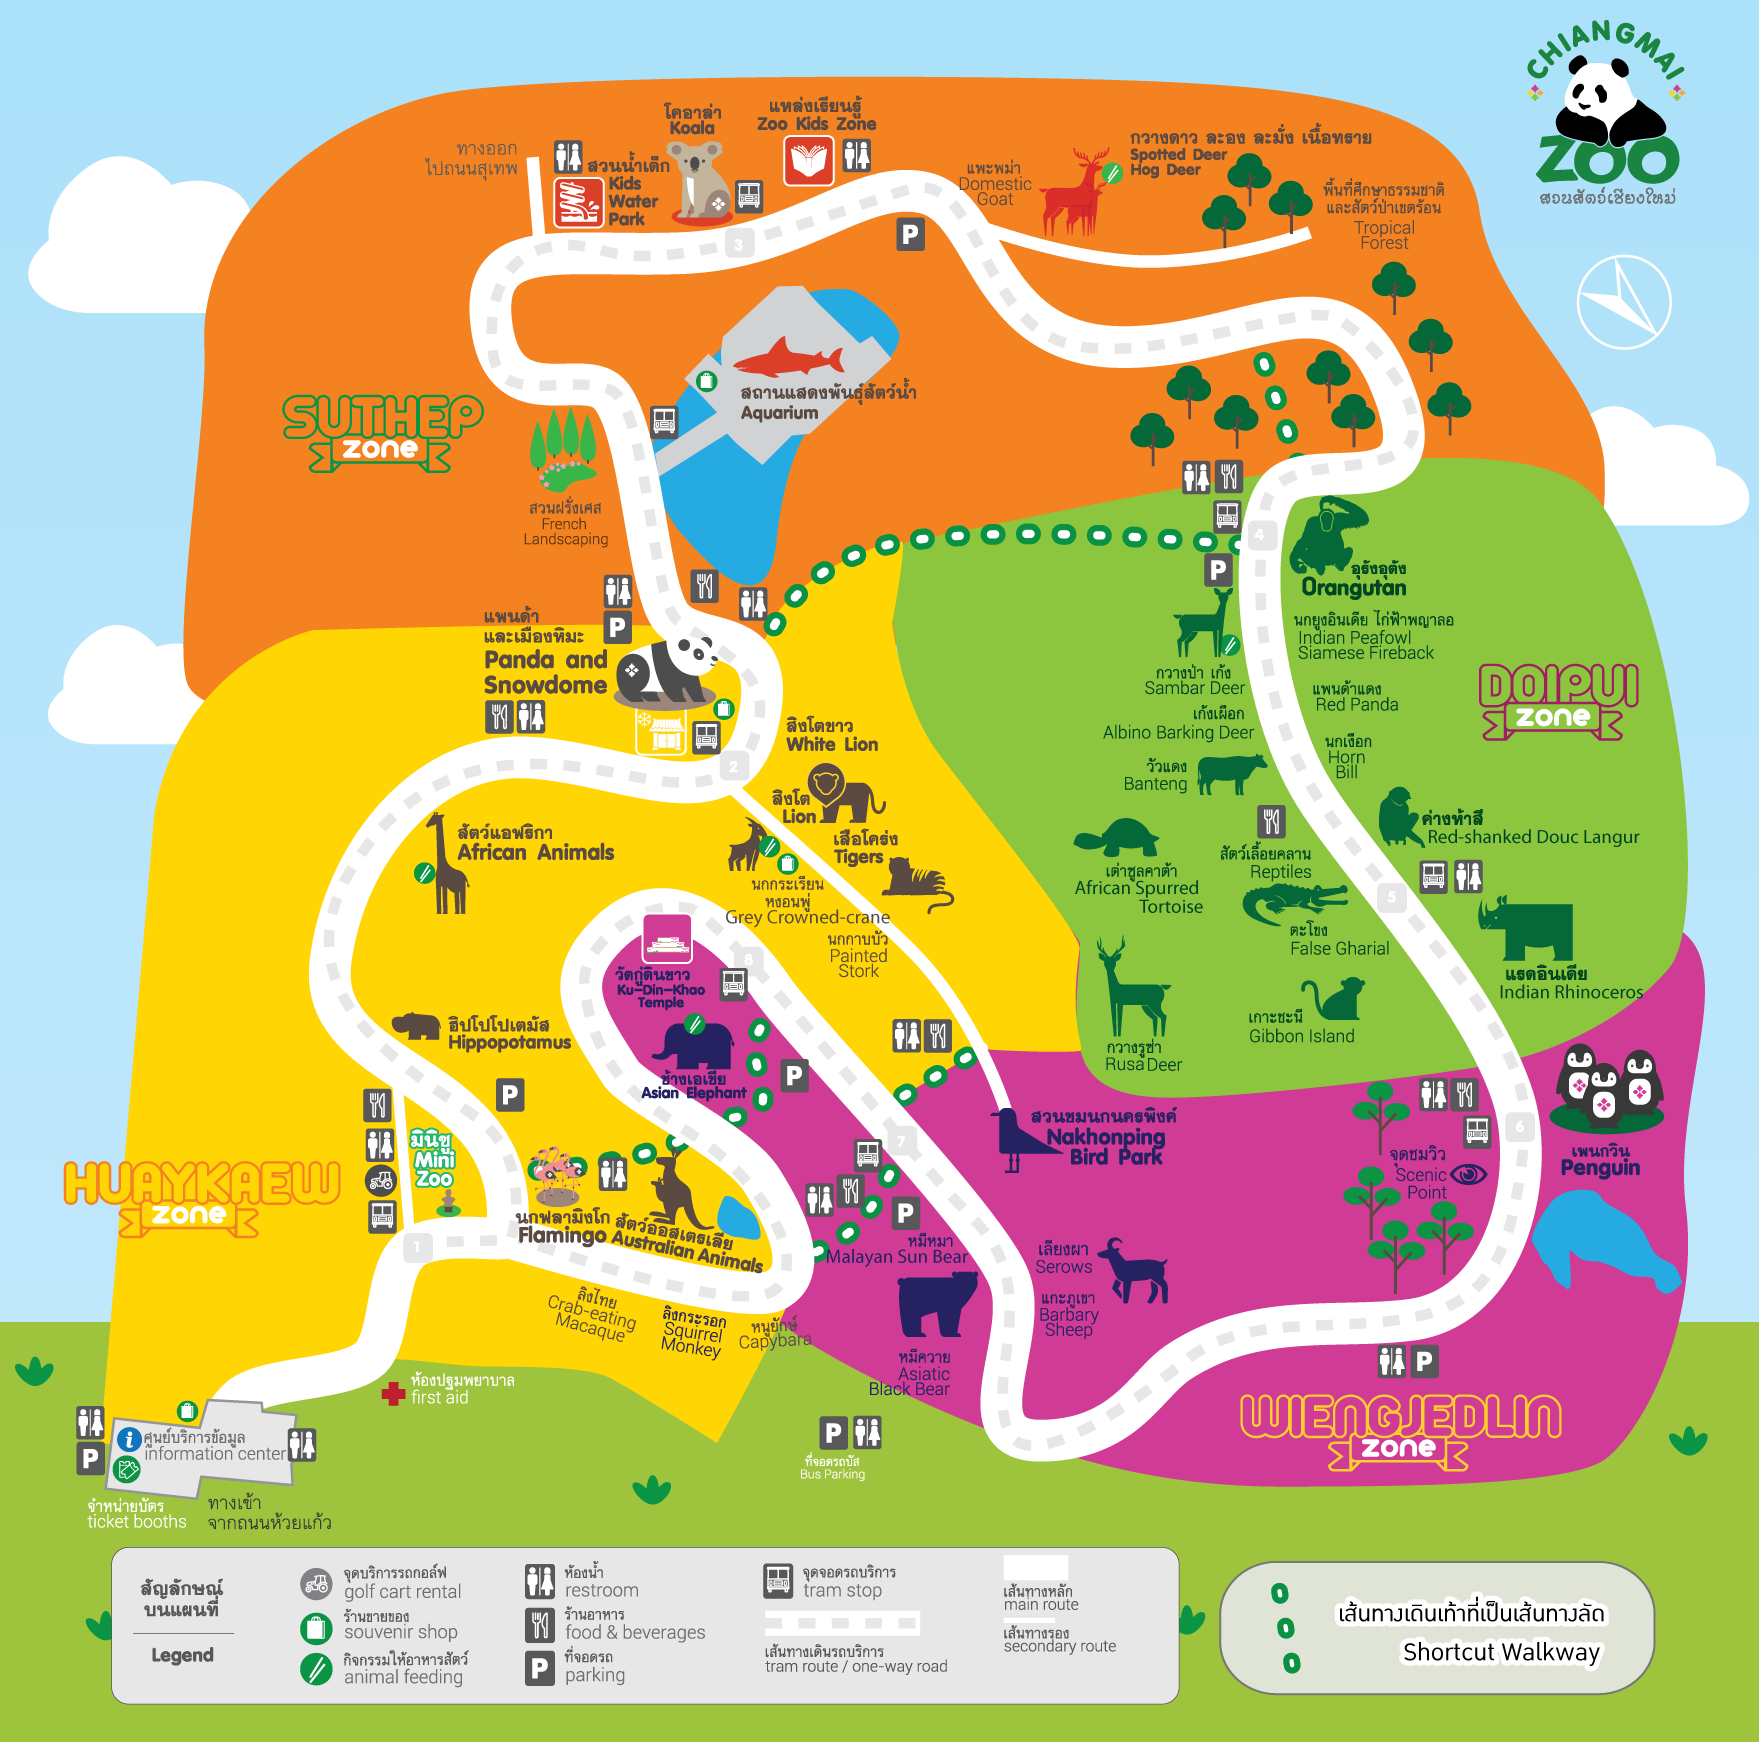 CHIANGMAI
ZOO
สวนสัตว์เชียงใหม่
ทางออก
ไปถนนสุเทพ
สวนน้ำเด็ก
Kids
Water
Park
โคอาล่า
Koala
แหล่งเรียนรู้
Zoo Kids Zone
แพะพม่า
Domestic
Goat
กวางดาว ละอง ละมั่ง เนื้อทราย
Spotted Deer
Hog Deer
พื้นที่ศึกษาธรรมชาติ
และสัตว์ป่าเขตร้อน
Tropical
Forest
P
3
สถานแสดงพันธุ์สัตว์น้ำ
Aquarium
SUTHEP
zone
สวนฝรั่งเศส
French
Landscaping
4
P
อุรังอุตัง
Orangutan
นกยูงอินเดีย ไก่ฟ้าพญาลอ
Indian Peafowl
Siamese Fireback
แพนด้า
และเมืองหิมะ
Panda and
Snowdome
P
กวางป่า เก้ง
Sambar Deer
แพนด้าแดง
Red Panda
DOIPUI
zone
เก้งเผือก
Albino Barking Deer
นกเงือก
Horn
Bill
วัวแดง
Banteng
สิงโตขาว
White Lion
2
สิงโต
Lion
เสือโคร่ง
Tigers
นกกระเรียน
หงอนพู่
Grey Crowned-crane
นกกาบบัว
Painted
Stork
สัตว์แอฟริกา
African Animals
ค่างห้าสี
Red-shanked Douc Langur
สัตว์เลื้อยคลาน
Reptiles
เต่าซูลคาต้า
African Spurred
Tortoise
5
ตะโขง
False Gharial
แรดอินเดีย
Indian Rhinoceros
เกาะชะนี
Gibbon Island
กวางรูซ่า
Rusa Deer
วัดกู่ดินขาว
Ku-Din-Khao
Temple
8
ช้างเอเชีย
Asian Elephant
P
ฮิปโปโปเตมัส
Hippopotamus
P
มินิซู
Mini
Zoo
HUAYKAEW
zone
นกฟลามิงโก
Flamingo
สัตว์ออสเตรเลีย
Australian Animals
1
7
สวนชมนกนครพิงค์
Nakhonping
Bird Park
P
หมีหมา
Malayan Sun Bear
เลียงผา
Serows
แกะภูเขา
Barbary
Sheep
หมีควาย
Asiatic
Black Bear
จุดชมวิว
Scenic
Point
6
เพนกวิน
Penguin
ลิงไทย
Crab-eating
Macaque
ลิงกระรอก
Squirrel
Monkey
หนูยักษ์
Capybara
P
WIENGJEDLIN
zone
ห้องปฐมพยาบาล
first aid
P
ที่จอดรถบัส
Bus Parking
P
i
ศูนย์บริการข้อมูล
information center
จำหน่ายบัตร
ticket booths
ทางเข้า
จากถนนห้วยแก้ว
สัญลักษณ์
บนแผนที่
Legend
จุดบริการรถกอล์ฟ
golf cart rental
ร้านขายของ
souvenir shop
กิจกรรมให้อาหารสัตว์
animal feeding
ห้องน้ำ
restroom
ร้านอาหาร
food & beverages
P
ที่จอดรถ
parking
จุดจอดรถบริการ
tram stop
เส้นทางเดินรถบริการ
tram route / one-way road
เส้นทางหลัก
main route
เส้นทางรอง
secondary route
เส้นทางเดินเท้าที่เป็นเส้นทางลัด
Shortcut Walkway